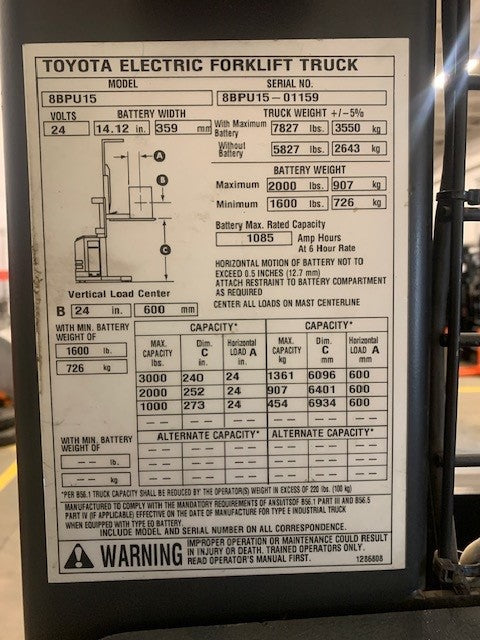 TOYOTA ELECTRIC FORKLIFT TRUCK
MODEL SERIAL NO.
8BPU15 8BPU15-01159
VOLTS BATTERY WIDTH TRUCK WEIGHT +/-5%
24 14.12 in. 359 mm With Maximum Battery 7827 lbs. 3550 kg
Without Battery 5827 lbs. 2643 kg
BATTERY WEIGHT
Maximum 2000 lbs. 907 kg
Minimum 1600 lbs. 726 kg
Battery Max. Rated Capacity
1085 Amp Hours
At 6 Hour Rate
HORIZONTAL MOTION OF BATTERY NOT TO
EXCEED 0.5 INCHES (12.7 mm)
ATTACH RESTRAINT TO BATTERY COMPARTMENT
AS REQUIRED
CENTER ALL LOADS ON MAST CENTERLINE
A
B
C
Vertical Load Center
B 24 in. 600 mm
WITH MIN. BATTERY
WEIGHT OF
1600 lb.
726 kg
CAPACITY* CAPACITY*
MAX. CAPACITY lbs. Dim. C in. Horizontal LOAD A in. MAX. CAPACITY kg Dim. C mm Horizontal LOAD A mm
3000 240 24 1361 6096 600
2000 252 24 907 6401 600
1000 273 24 454 6934 600
-- -- -- -- -- --
WITH MIN. BATTERY
WEIGHT OF
-- -- lb.
-- -- kg
ALTERNATE CAPACITY* ALTERNATE CAPACITY*
-- -- -- -- -- --
-- -- -- -- -- --
-- -- -- -- -- --
*PER B56.1 TRUCK CAPACITY SHALL BE REDUCED BY THE OPERATOR(S) WEIGHT IN EXCESS OF 220 lbs. (100 kg)
MANUFACTURED TO COMPLY WITH THE MANDATORY REQUIREMENTS OF ANSI/ITSDF B56.1 PART III AND B56.5
PART IV (IF APPLICABLE) EFFECTIVE ON THE DATE OF MANUFACTURE FOR TYPE E INDUSTRIAL TRUCK
WHEN EQUIPPED WITH TYPE EO BATTERY.
INCLUDE MODEL AND SERIAL NUMBER ON ALL CORRESPONDENCE.
WARNING IMPROPER OPERATION OR MAINTENANCE COULD RESULT
IN INJURY OR DEATH. TRAINED OPERATORS ONLY.
READ OPERATOR'S MANUAL FIRST. 1286808